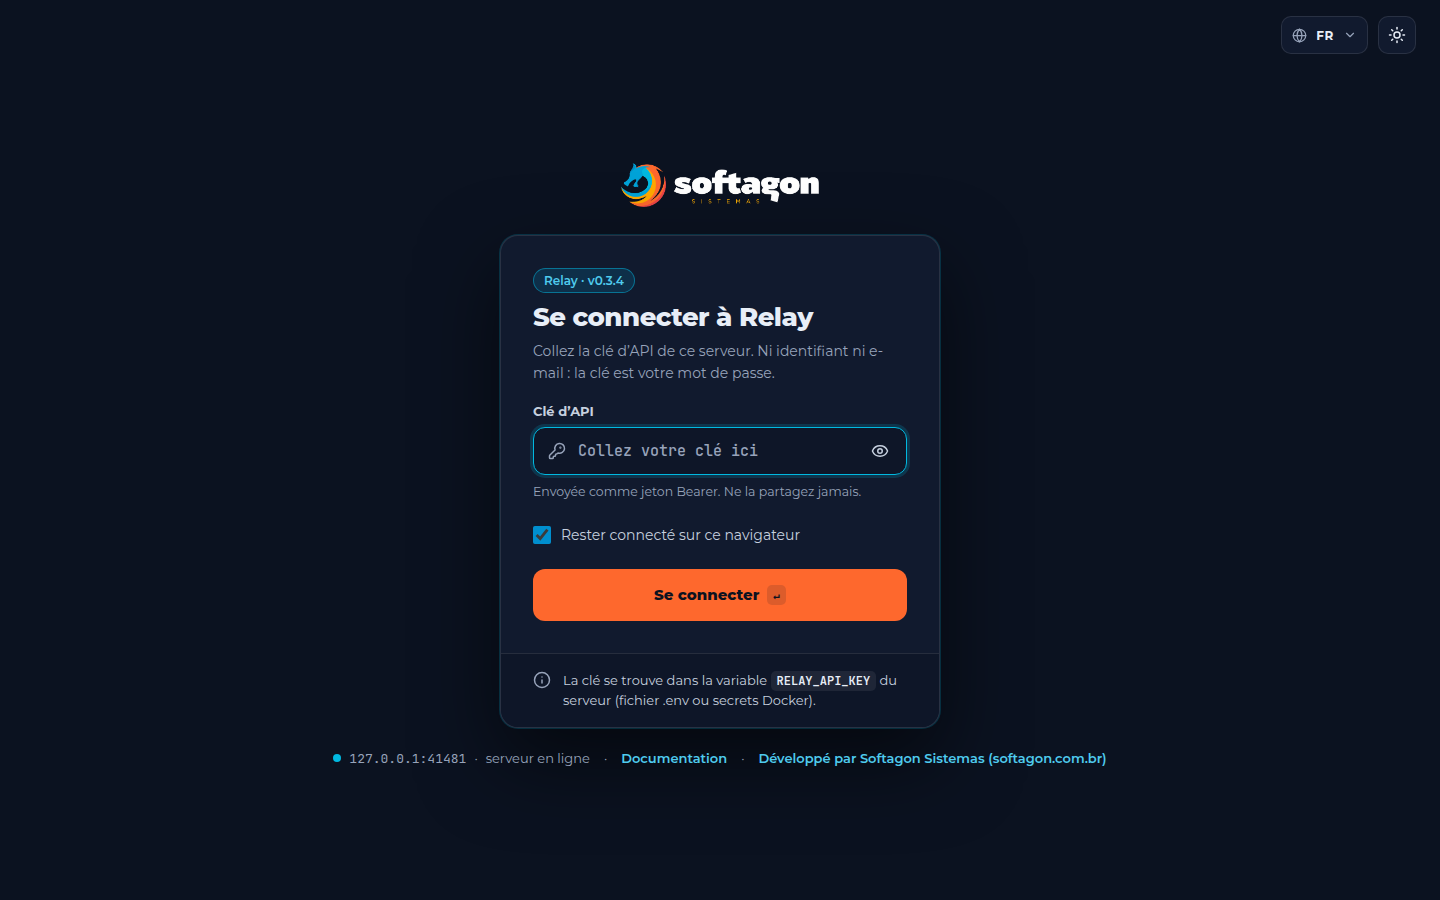 FR
softagon
SISTEMAS
Relay · v0.3.4
Se connecter à Relay
Collez la clé d’API de ce serveur. Ni identifiant ni e-
mail : la clé est votre mot de passe.
Clé d’API
Collez votre clé ici
Envoyée comme jeton Bearer. Ne la partagez jamais.
Rester connecté sur ce navigateur
Se connecter ↵
La clé se trouve dans la variable RELAY_API_KEY du
serveur (fichier .env ou secrets Docker).
127.0.0.1:41481 · serveur en ligne · Documentation · Développé par Softagon Sistemas (softagon.com.br)